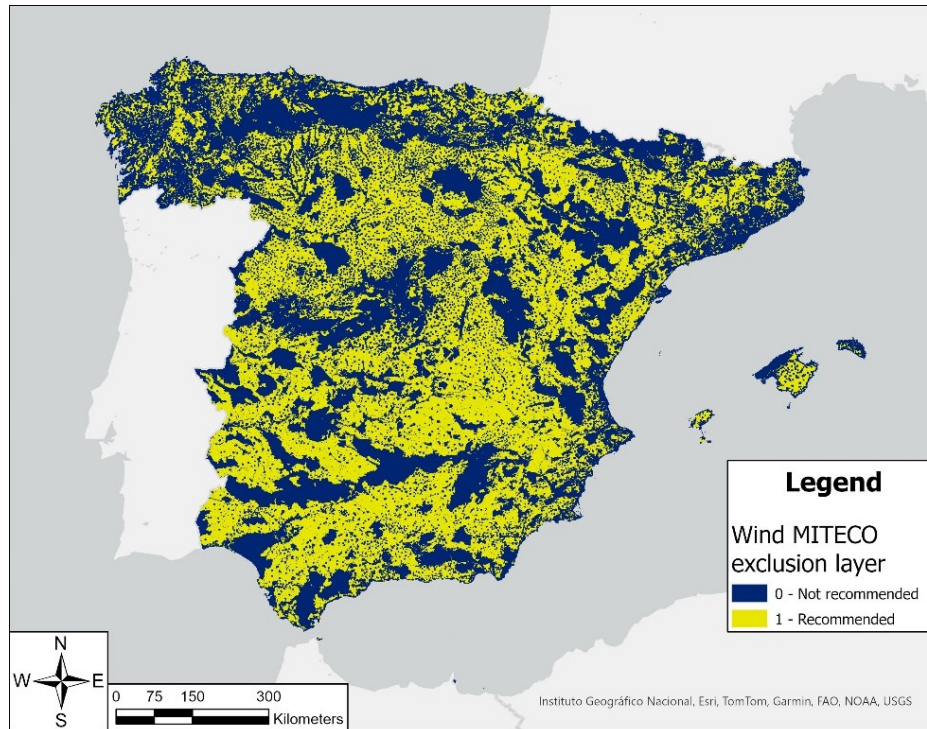 Legend
Wind MITECO
exclusion layer
0 - Not recommended
1 - Recommended
N
W E
S
0 75 150 300
Kilometers
Instituto Geográfico Nacional, Esri, TomTom, Garmin, FAO, NOAA, USGS